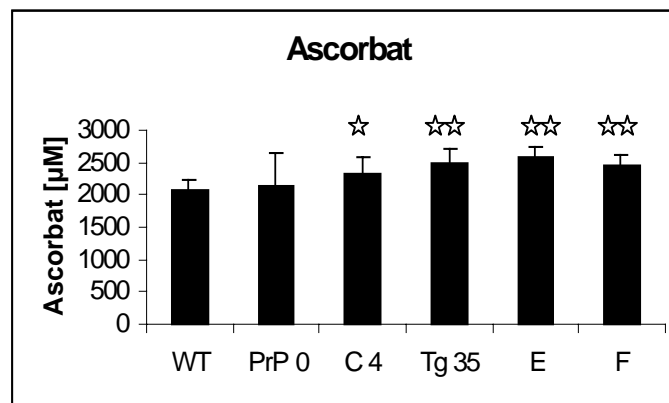 Ascorbat
☆ ☆☆ ☆☆ ☆☆
Ascorbat [µM]
3000
2500
2000
1500
1000
500
0
WT PrP 0 C 4 Tg 35 E F